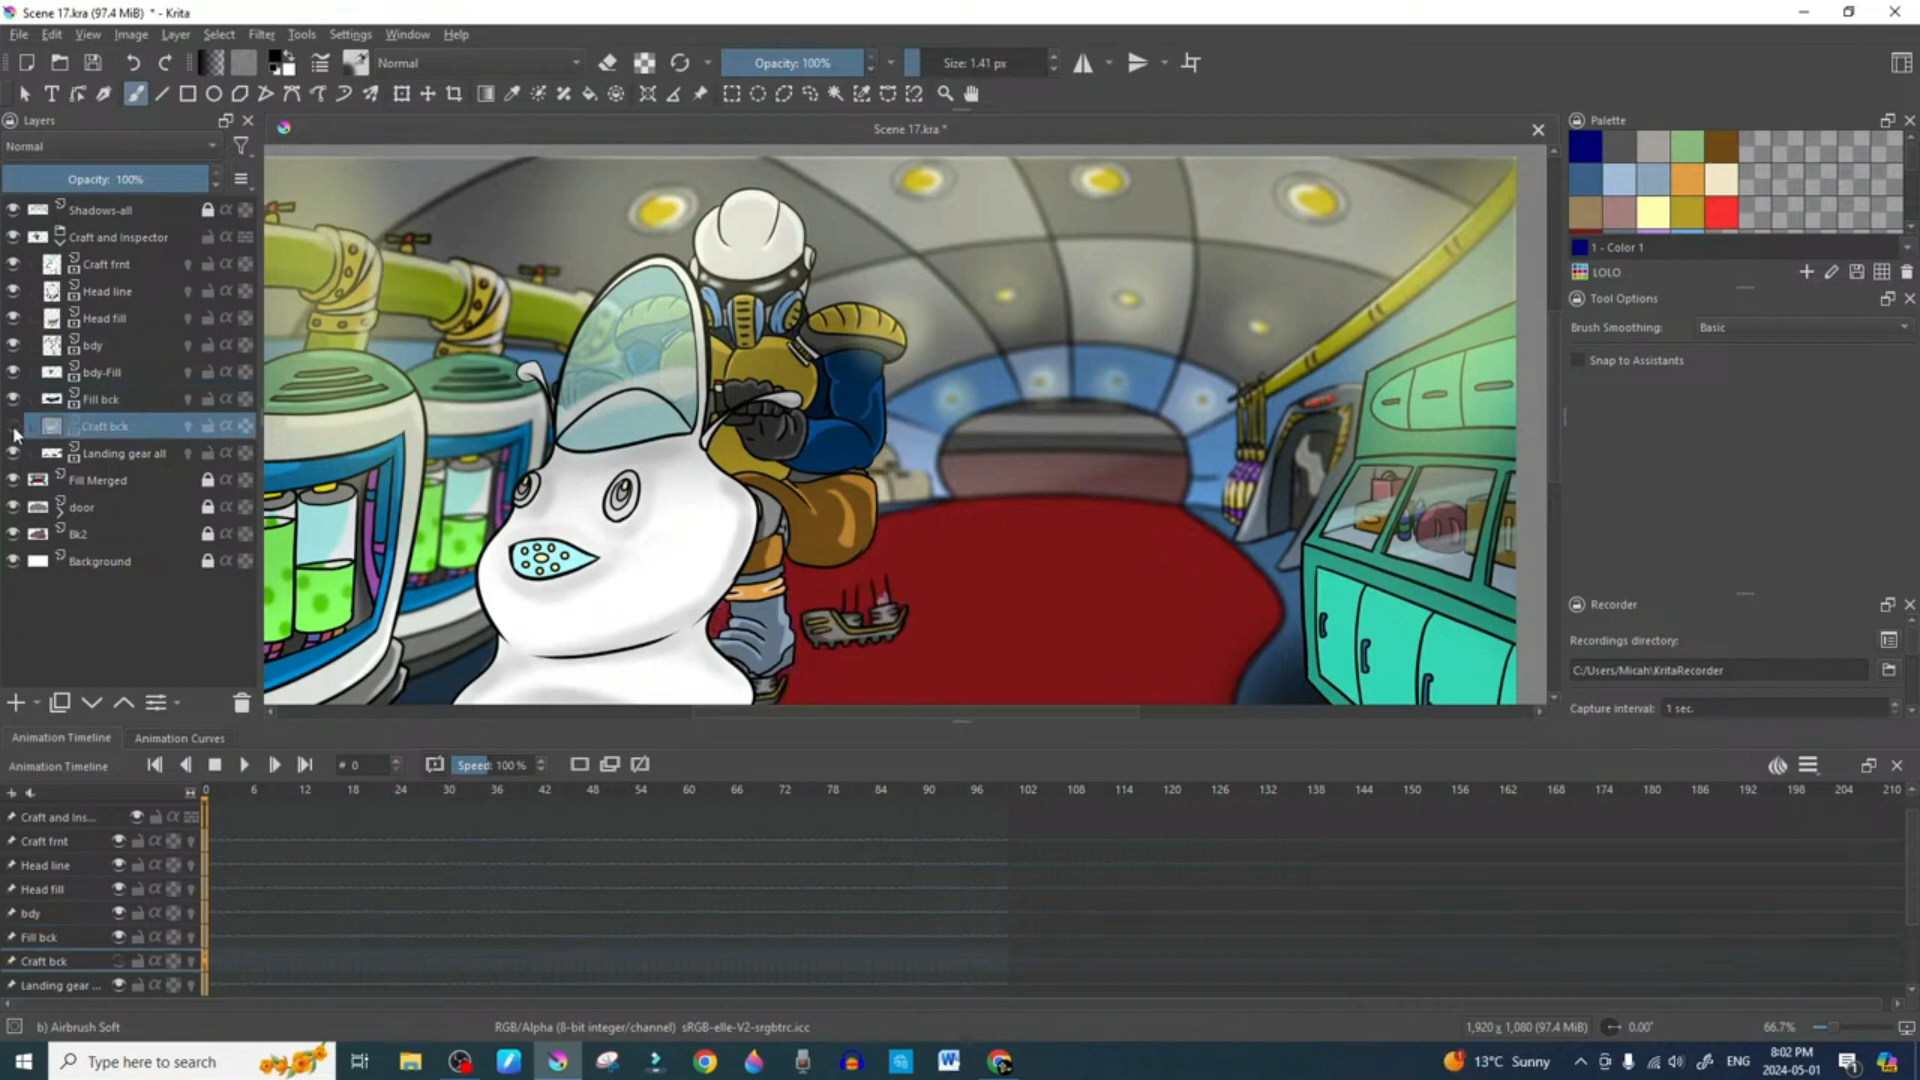 Scene 17.kra (97.4 MiB) * - Krita
File Edit View Image Layer Select Filter Tools Settings Window Help
Normal
Opacity: 100%
Size: 1.41 px
Layers
Scene 17.kra *
Palette
Normal
Opacity: 100%
Shadows-all
Craft and Inspector
Craft frnt
Head line
Head fill
bdy
bdy-Fill
Fill bck
Craft bck
Landing gear all
Fill Merged
door
Bk2
Background
1 - Color 1
LOLO
Tool Options
Brush Smoothing: Basic
Snap to Assistants
Recorder
Recordings directory:
C:/Users/Micah\KritaRecorder
Capture interval: 1 sec.
Animation Timeline Animation Curves
Animation Timeline # 0 Speed: 100 %
0 6 12 18 24 30 36 42 48 54 60 66 72 78 84 90 96 102 108 114 120 126 132 138 144 150 156 162 168 174 180 186 192 198 204 210
Craft and Ins...
Craft frnt
Head line
Head fill
bdy
Fill bck
Craft bck
Landing gear ...
b) Airbrush Soft
RGB/Alpha (8-bit integer/channel) sRGB-elle-V2-srgbtrc.icc
1,920 x 1,080 (97.4 MiB)
0.00°
66.7%
Type here to search
13°C Sunny
ENG
8:02 PM
2024-05-01
1